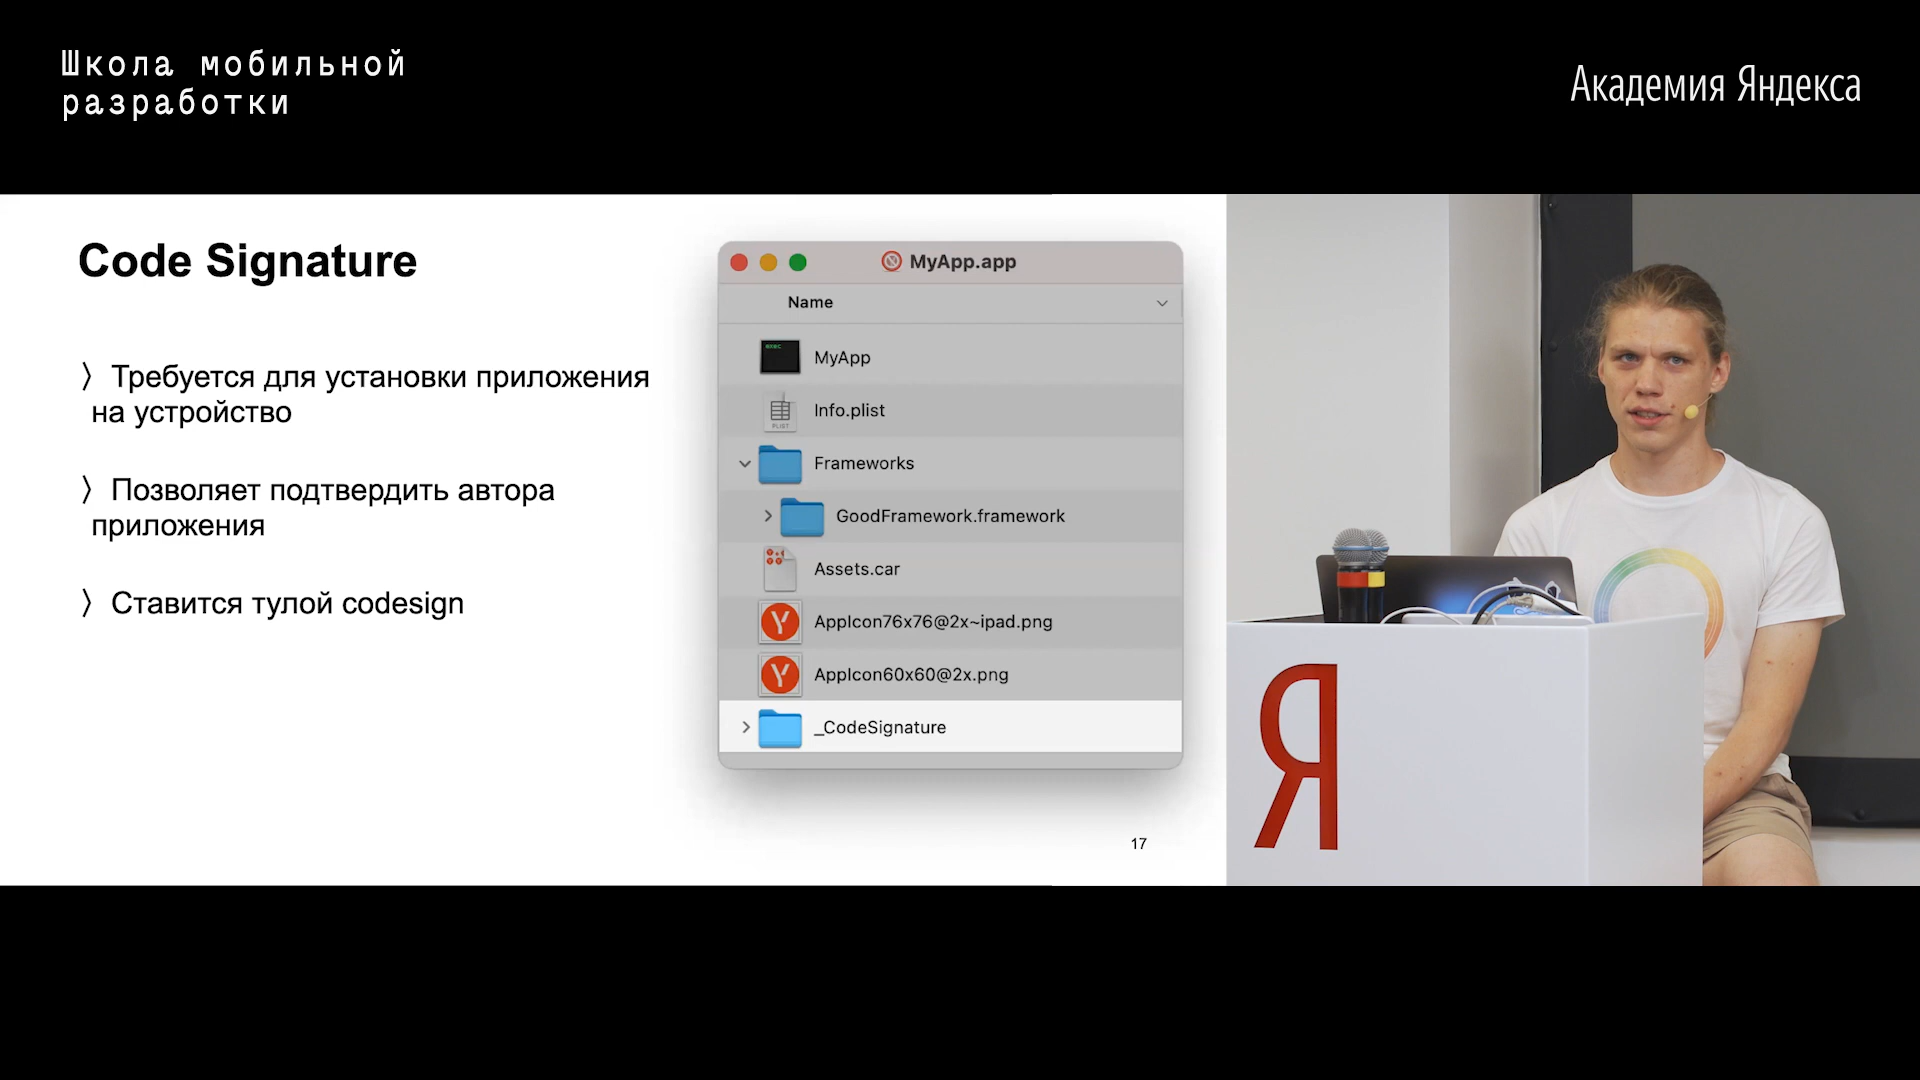 Школа мобильной
разработки
Академия Яндекса
Code Signature
〉Требуется для установки приложения
на устройство
〉Позволяет подтвердить автора
приложения
〉Ставится тулой codesign
MyApp.app
Name
exec
MyApp
PLIST
Info.plist
Frameworks
GoodFramework.framework
Assets.car
AppIcon76x76@2x~ipad.png
AppIcon60x60@2x.png
_CodeSignature
17
Я